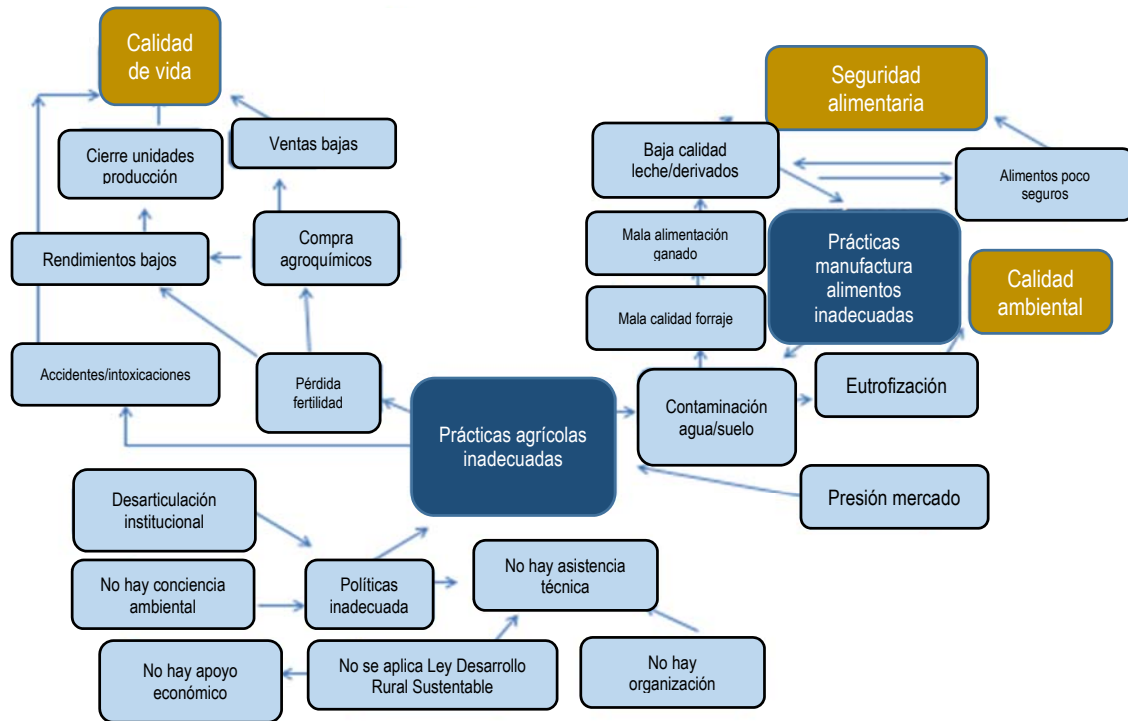 Calidad
de vida
Seguridad
alimentaria
Cierre unidades
producción
Ventas bajas
Baja calidad
leche/derivados
Alimentos poco
seguros
Rendimientos bajos
Compra
agroquímicos
Mala alimentación
ganado
Prácticas
manufactura
alimentos
inadecuadas
Calidad
ambiental
Mala calidad forraje
Accidentes/intoxicaciones
Pérdida
fertilidad
Prácticas agrícolas
inadecuadas
Contaminación
agua/suelo
Eutrofización
Presión mercado
Desarticulación
institucional
No hay conciencia
ambiental
Políticas
inadecuada
No hay asistencia
técnica
No hay apoyo
económico
No se aplica Ley Desarrollo
Rural Sustentable
No hay
organización